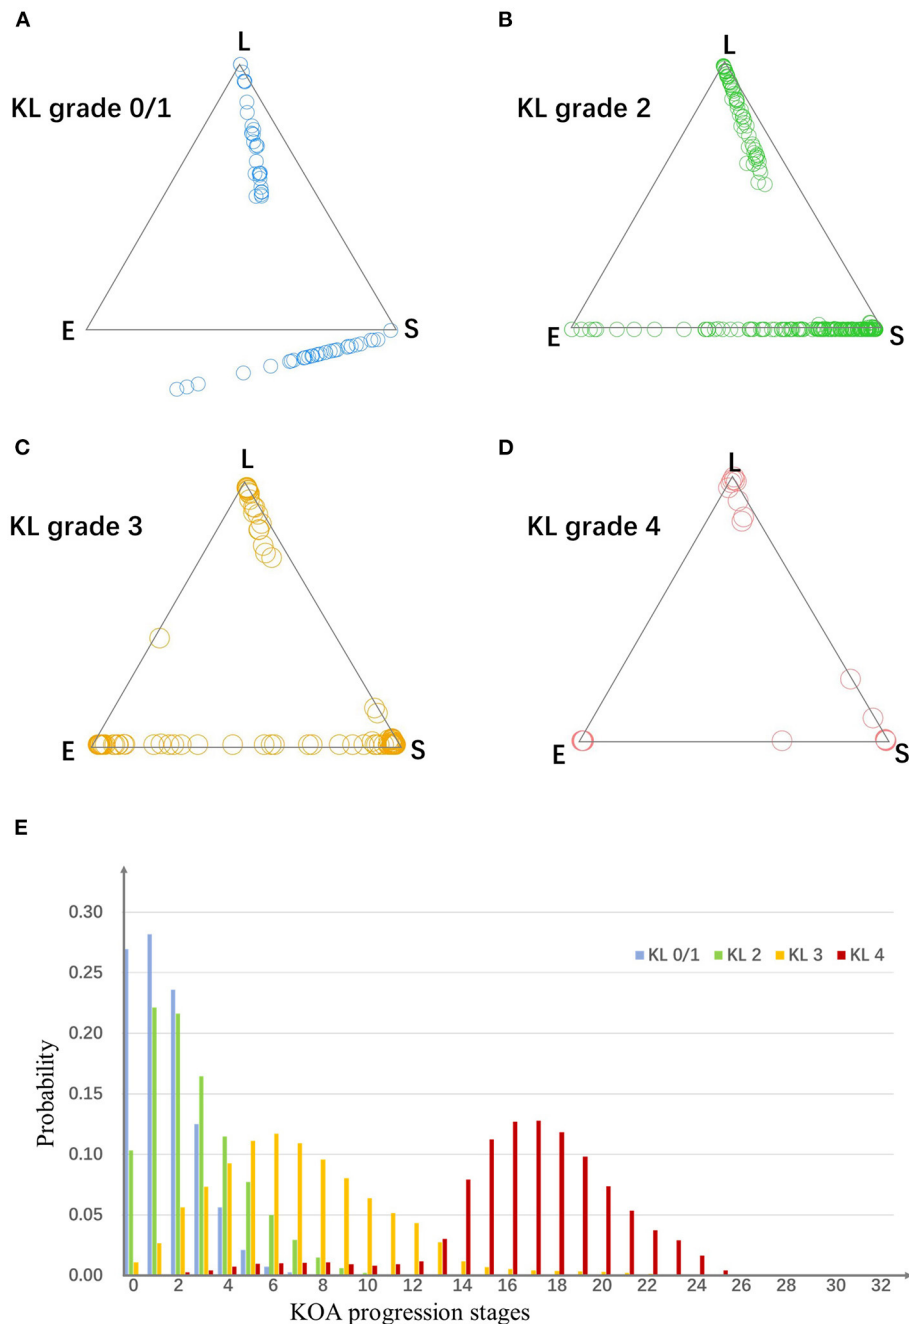 A
L
KL grade 0/1
E
S
B
L
KL grade 2
E
S
C
L
KL grade 3
E
S
D
L
KL grade 4
E
S
E
0.30
0.25
0.20
0.15
0.10
0.05
0.00
Probability
KL 0/1 KL 2 KL 3 KL 4
0 2 4 6 8 10 12 14 16 18 20 22 24 26 28 30 32
KOA progression stages